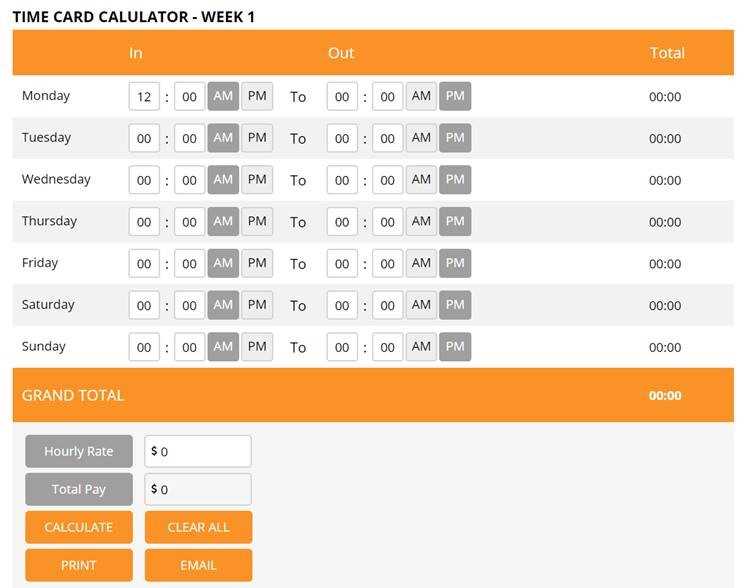 TIME CARD CALULATOR - WEEK 1
In Out Total
Monday 12 : 00 AM PM To 00 : 00 AM PM 00:00
Tuesday 00 : 00 AM PM To 00 : 00 AM PM 00:00
Wednesday 00 : 00 AM PM To 00 : 00 AM PM 00:00
Thursday 00 : 00 AM PM To 00 : 00 AM PM 00:00
Friday 00 : 00 AM PM To 00 : 00 AM PM 00:00
Saturday 00 : 00 AM PM To 00 : 00 AM PM 00:00
Sunday 00 : 00 AM PM To 00 : 00 AM PM 00:00
GRAND TOTAL 00:00
Hourly Rate $ 0
Total Pay $ 0
CALCULATE CLEAR ALL
PRINT EMAIL